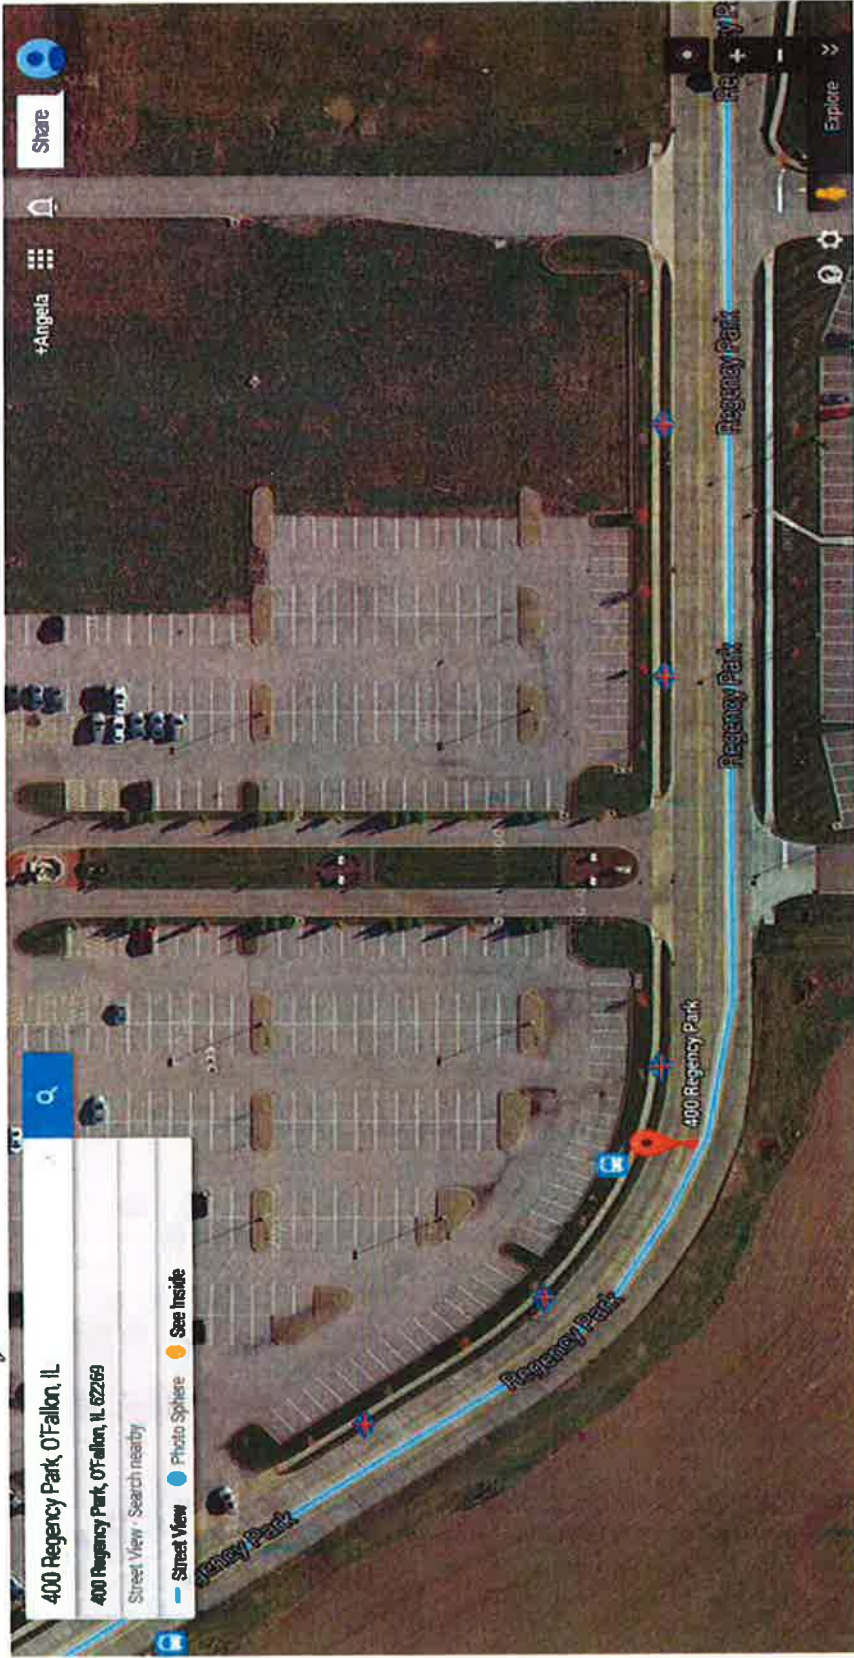 400 Regency Park, O'Fallon, IL
400 Regency Park, O'Fallon, IL 62269
Street View · Search nearby
Street View
Photo Sphere
See Inside
+Angela
Share
Regency Park
400 Regency Park
Regency Park
Regency Park
Explore